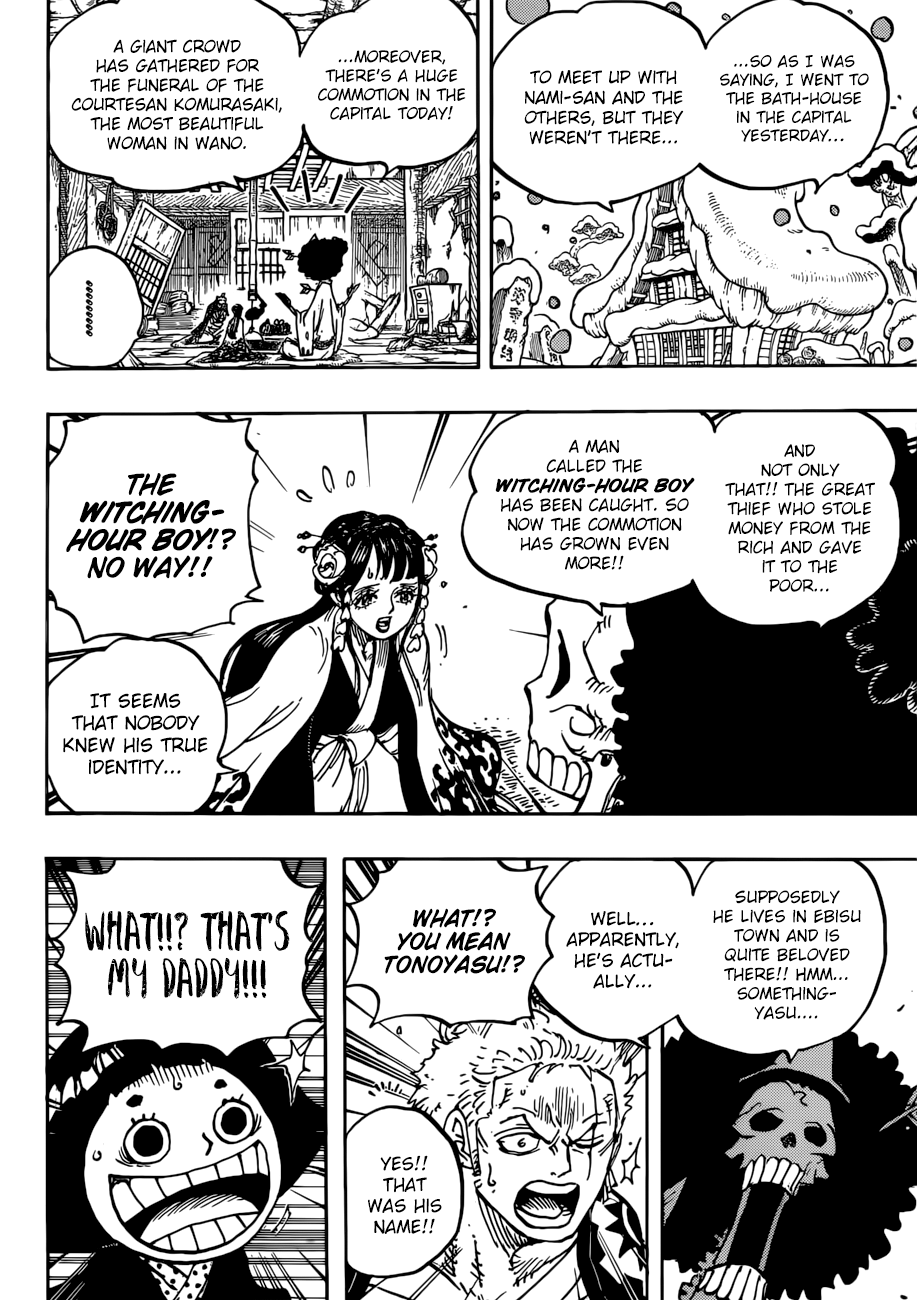 ...SO AS I WAS
SAYING, I WENT TO
THE BATH-HOUSE
IN THE CAPITAL
YESTERDAY...
TO MEET UP WITH
NAMI-SAN AND THE
OTHERS, BUT THEY
WEREN'T THERE...
...MOREOVER,
THERE'S A HUGE
COMMOTION IN THE
CAPITAL TODAY!
A GIANT CROWD
HAS GATHERED FOR
THE FUNERAL OF THE
COURTESAN KOMURASAKI,
THE MOST BEAUTIFUL
WOMAN IN WANO.
..........
AND
NOT ONLY
THAT!! THE GREAT
THIEF WHO STOLE
MONEY FROM THE
RICH AND GAVE
IT TO THE
POOR...
A MAN
CALLED THE
WITCHING-HOUR BOY
HAS BEEN CAUGHT. SO
NOW THE COMMOTION
HAS GROWN EVEN
MORE!!
THE
WITCHING-
HOUR BOY!?
NO WAY!!
IT SEEMS
THAT NOBODY
KNEW HIS TRUE
IDENTITY...
SUPPOSEDLY
HE LIVES IN EBISU
TOWN AND IS
QUITE BELOVED
THERE!! HMM...
SOMETHING-
YASU....
WELL...
APPARENTLY,
HE'S ACTU-
ALLY...
WHAT!?
YOU MEAN
TONOYASU!?
YES!!
THAT
WAS HIS
NAME!!
WHAT!!? THAT'S
MY DADDY!!!